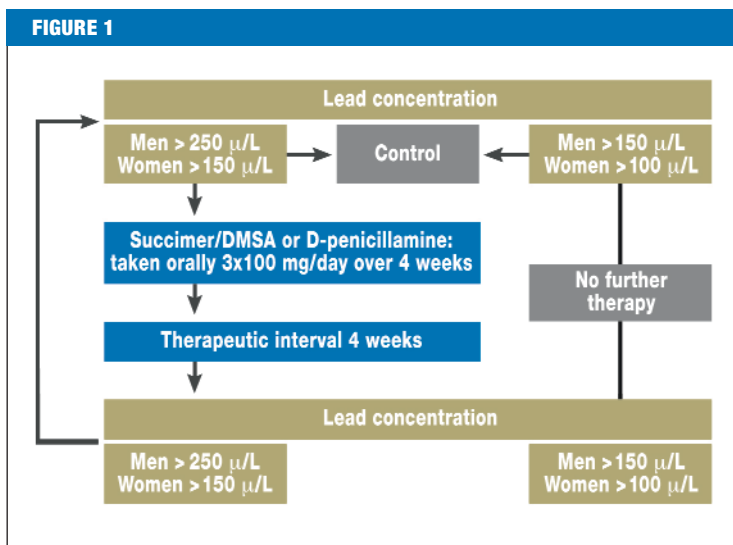 FIGURE 1
Lead concentration
Men > 250 µ/L
Women >150 µ/L
Control
Men >150 µ/L
Women >100 µ/L
Succimer/DMSA or D-penicillamine:
taken orally 3x100 mg/day over 4 weeks
No further
therapy
Therapeutic interval 4 weeks
Lead concentration
Men > 250 µ/L
Women >150 µ/L
Men >150 µ/L
Women >100 µ/L